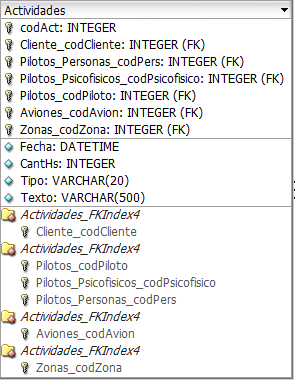 Actividades
codAct: INTEGER
Cliente_codCliente: INTEGER (FK)
Pilotos_Personas_codPers: INTEGER (FK)
Pilotos_Psicofisicos_codPsicofisico: INTEGER (FK)
Pilotos_codPiloto: INTEGER (FK)
Aviones_codAvion: INTEGER (FK)
Zonas_codZona: INTEGER (FK)
Fecha: DATETIME
CantHs: INTEGER
Tipo: VARCHAR(20)
Texto: VARCHAR(500)
Actividades_FKIndex4
Cliente_codCliente
Actividades_FKIndex4
Pilotos_codPiloto
Pilotos_Psicofisicos_codPsicofisico
Pilotos_Personas_codPers
Actividades_FKIndex4
Aviones_codAvion
Actividades_FKIndex4
Zonas_codZona